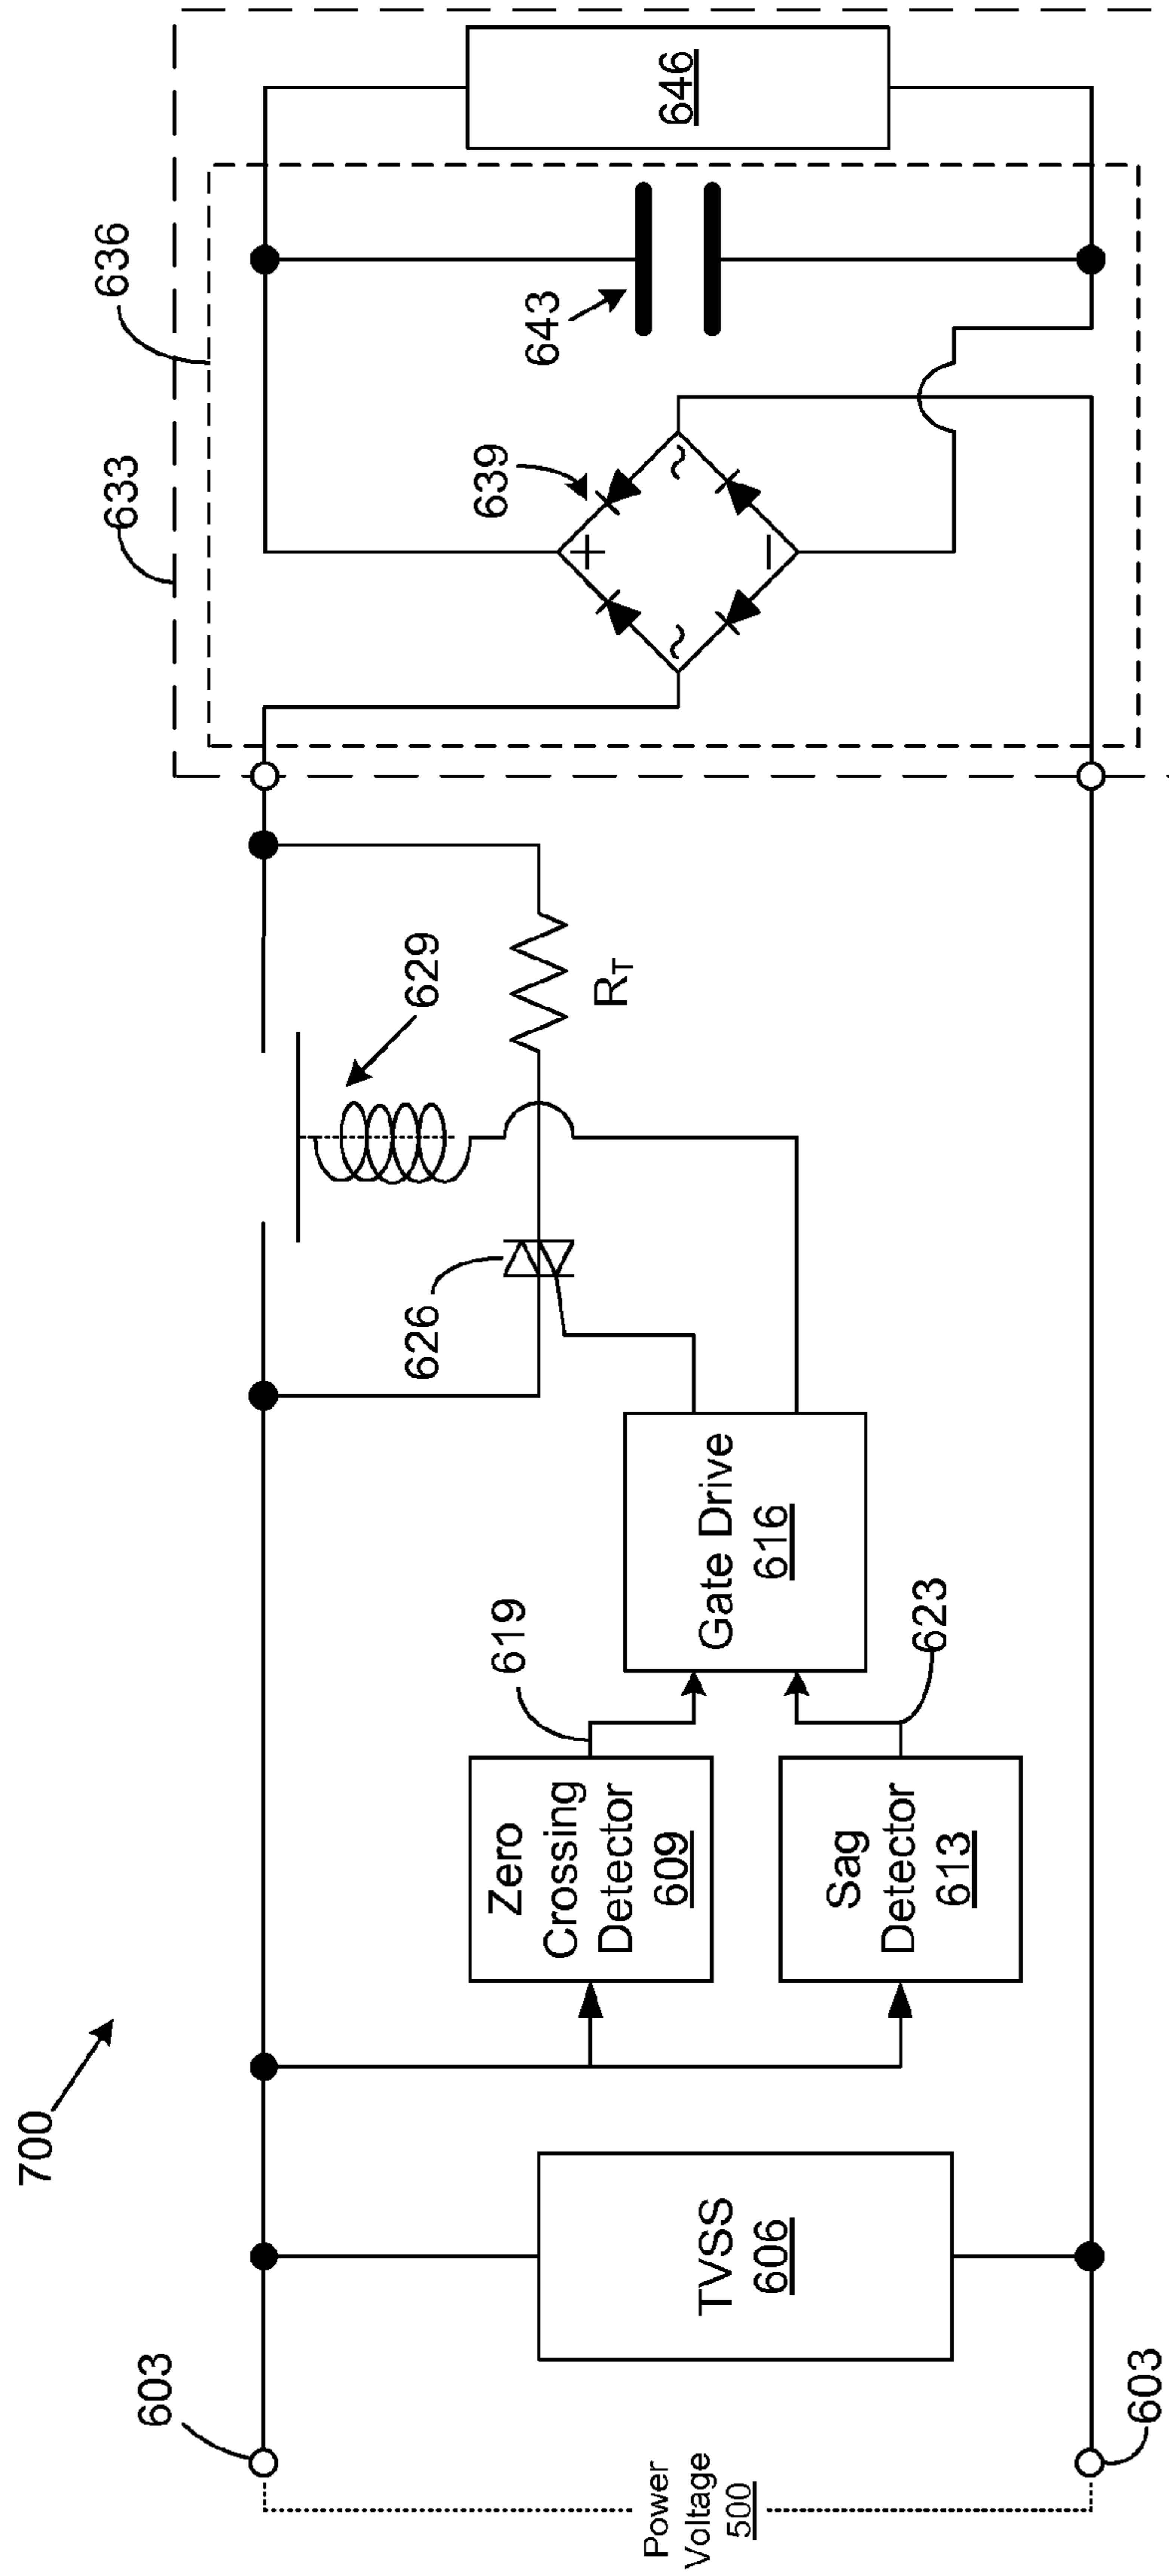 700
603
Power
Voltage
500
603
TVSS
606
Zero
Crossing
Detector
609
Sag
Detector
613
619
623
Gate Drive
616
626
629
RT
633
636
639
~
+
~
−
643
646